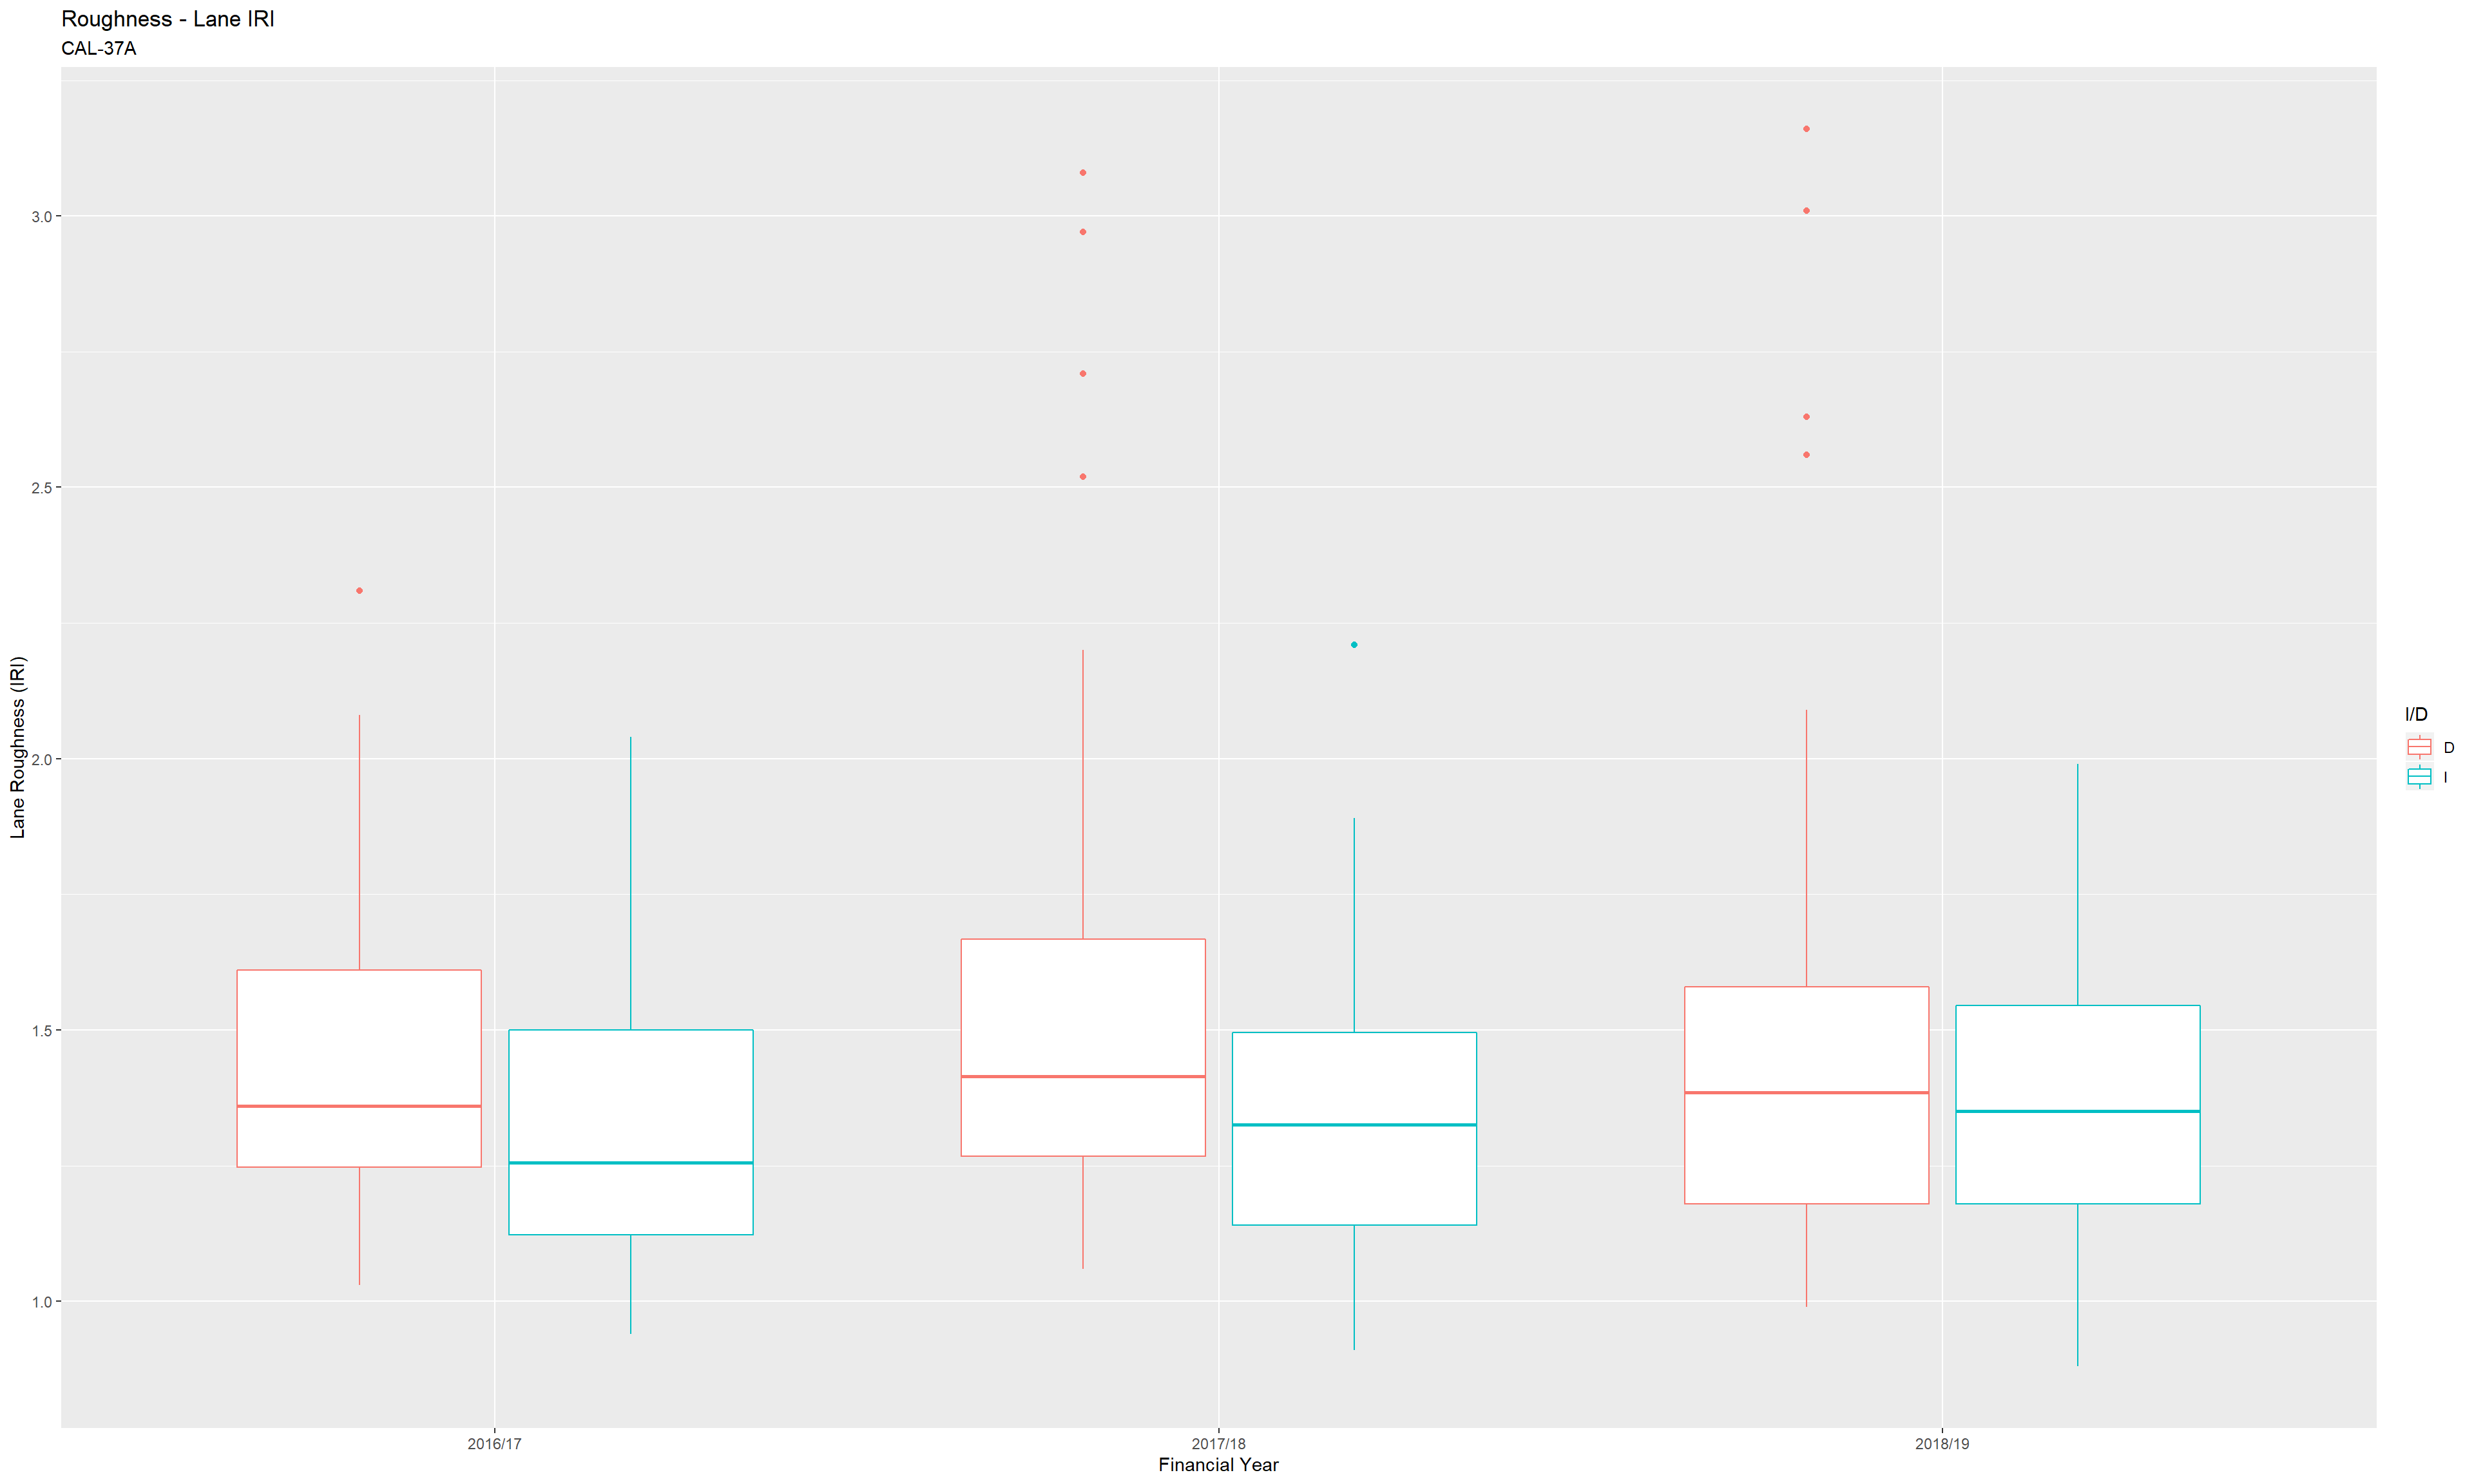 Roughness - Lane IRI
CAL-37A
Lane Roughness (IRI)
3.0
2.5
2.0
1.5
1.0
2016/17
2017/18
2018/19
Financial Year
I/D
D
I